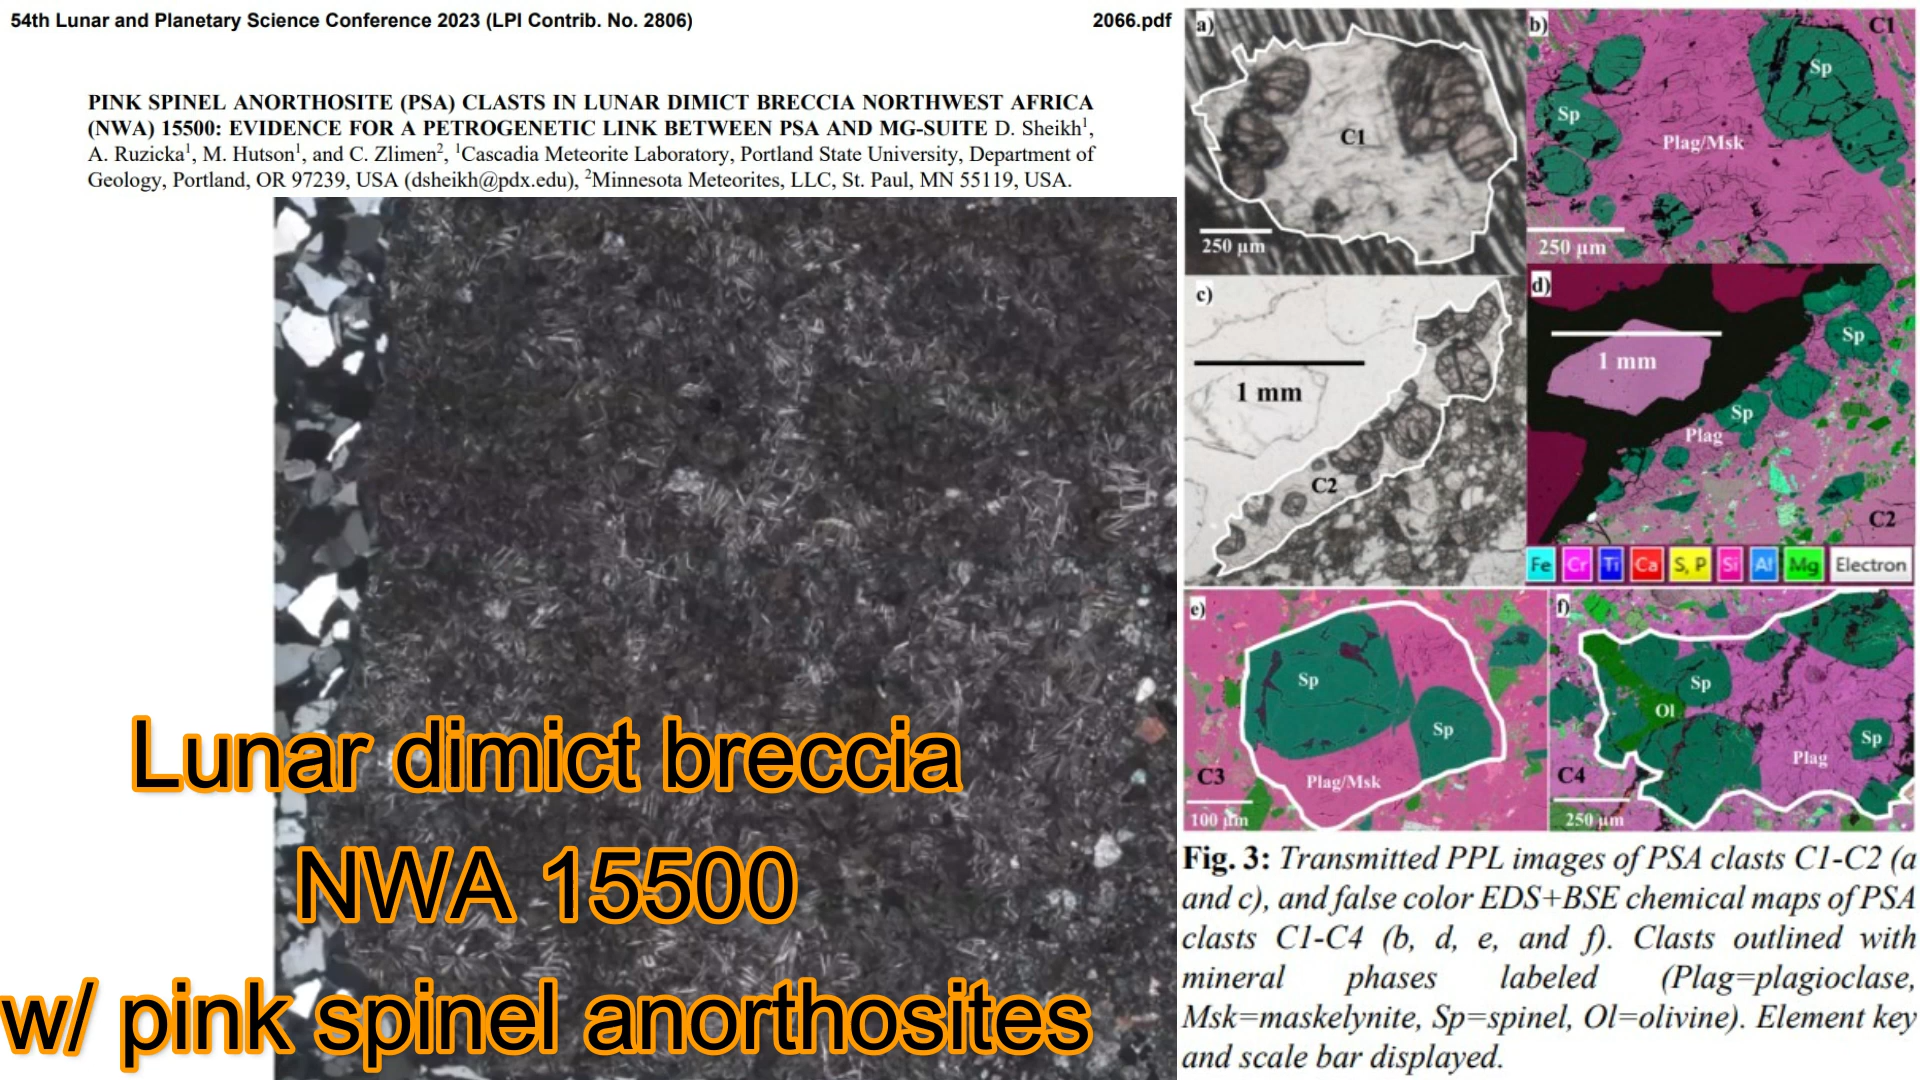 54th Lunar and Planetary Science Conference 2023 (LPI Contrib. No. 2806)
2066.pdf
PINK SPINEL ANORTHOSITE (PSA) CLASTS IN LUNAR DIMICT BRECCIA NORTHWEST AFRICA
(NWA) 15500: EVIDENCE FOR A PETROGENETIC LINK BETWEEN PSA AND MG-SUITE D. Sheikh¹,
A. Ruzicka¹, M. Hutson¹, and C. Zlimen², ¹Cascadia Meteorite Laboratory, Portland State University, Department of
Geology, Portland, OR 97239, USA (dsheikh@pdx.edu), ²Minnesota Meteorites, LLC, St. Paul, MN 55119, USA.
Lunar dimict breccia
NWA 15500
w/ pink spinel anorthosites
a)
C1
250 µm
b)
C1
Sp
Sp
Plag/Msk
250 µm
c)
1 mm
C2
d)
Sp
1 mm
Sp
Plag
C2
Fe Cr Ti Ca S, P Si Al Mg Electron
e)
Sp
Sp
C3
Plag/Msk
100 µm
f)
Sp
Ol
Sp
Plag
C4
250 µm
Fig. 3: Transmitted PPL images of PSA clasts C1-C2 (a
and c), and false color EDS+BSE chemical maps of PSA
clasts C1-C4 (b, d, e, and f). Clasts outlined with
mineral phases labeled (Plag=plagioclase,
Msk=maskelynite, Sp=spinel, Ol=olivine). Element key
and scale bar displayed.